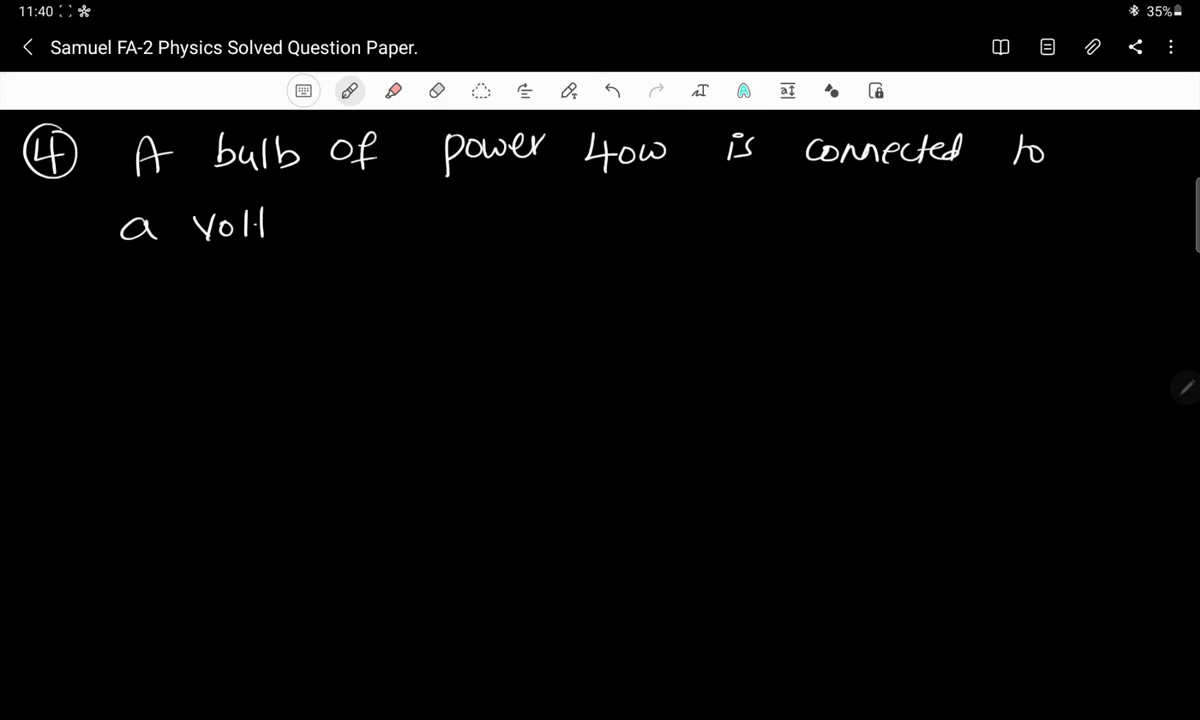 11:40
35%
Samuel FA-2 Physics Solved Question Paper.
④ A bulb of power 40w is connected to
a volt